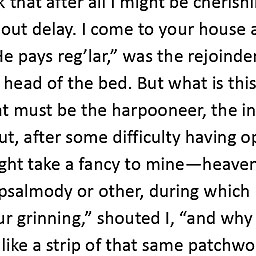 that after all I might be cherishi
out delay. I come to your house a
He pays reg'lar,” was the rejoinder
head of the bed. But what is this
t must be the harpooneer, the in
ut, after some difficulty having op
ght take a fancy to mine—heaven
psalmody or other, during which
ur grinning,” shouted I, “and why
like a strip of that same patchwo